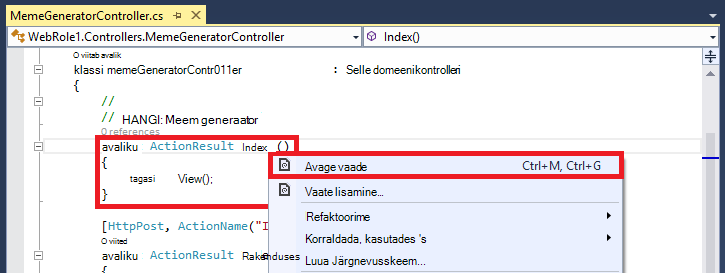 MemeGeneratorController.cs
WebRole1.Controllers.MemeGeneratorController Index()
0 viitab avalik
klassi memeGeneratorContr011er : Selle domeenikontrolleri
{
//
// HANGI: Meem generaator
0 references
avaliku ActionResult Index ()
{
tagasi View();
}
Avage vaade Ctrl+M, Ctrl+G
Vaate lisamine...
[HttpPost, ActionName("I
Refaktoorime
0 viited
Korraldada, kasutades 's
avaliku ActionResult Rakenduses
Luua Järgnevusskeem...
{